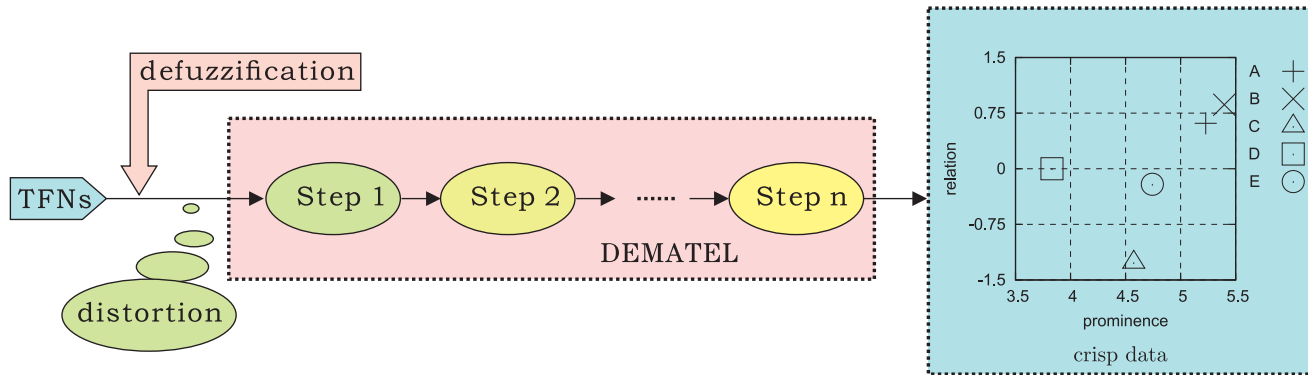 defuzzification
TFNs
distortion
Step 1
Step 2
......
Step n
DEMATEL
1.5
0.75
0
-0.75
-1.5
relation
3.5 4 4.5 5 5.5
prominence
A
B
C
D
E
crisp data